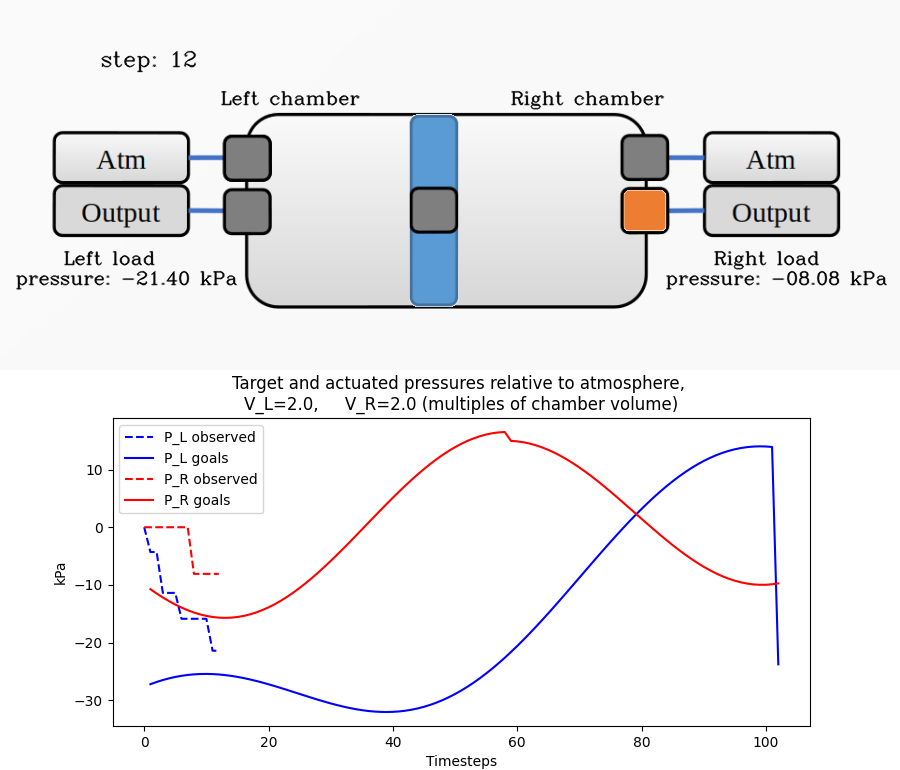 step: 12
Left chamber
Right chamber
Atm
Atm
Output
Output
Left load
pressure: −21.40 kPa
Right load
pressure: −08.08 kPa
Target and actuated pressures relative to atmosphere,
V_L=2.0, V_R=2.0 (multiples of chamber volume)
P_L observed
P_L goals
P_R observed
P_R goals
10
0
−10
−20
−30
kPa
0 20 40 60 80 100
Timesteps